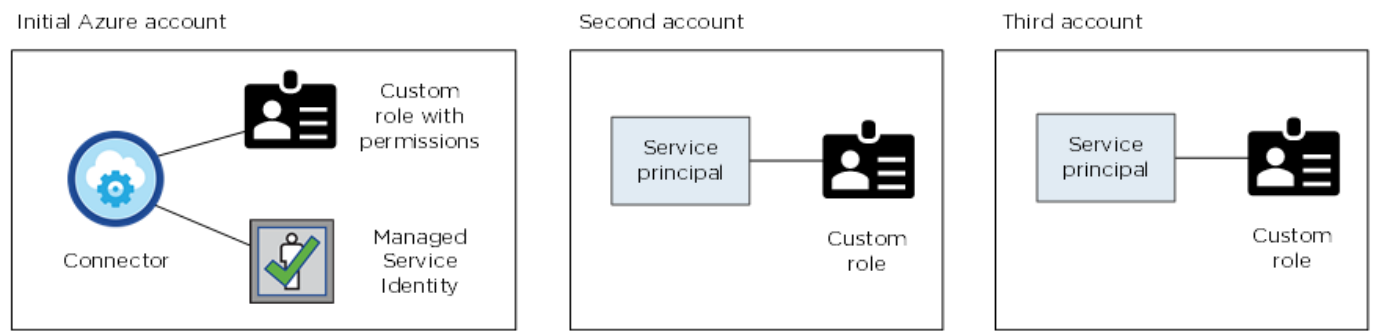 Initial Azure account
Second account
Third account
Custom
role with
permissions
Connector
Managed
Service
Identity
Service
principal
Custom
role
Service
principal
Custom
role